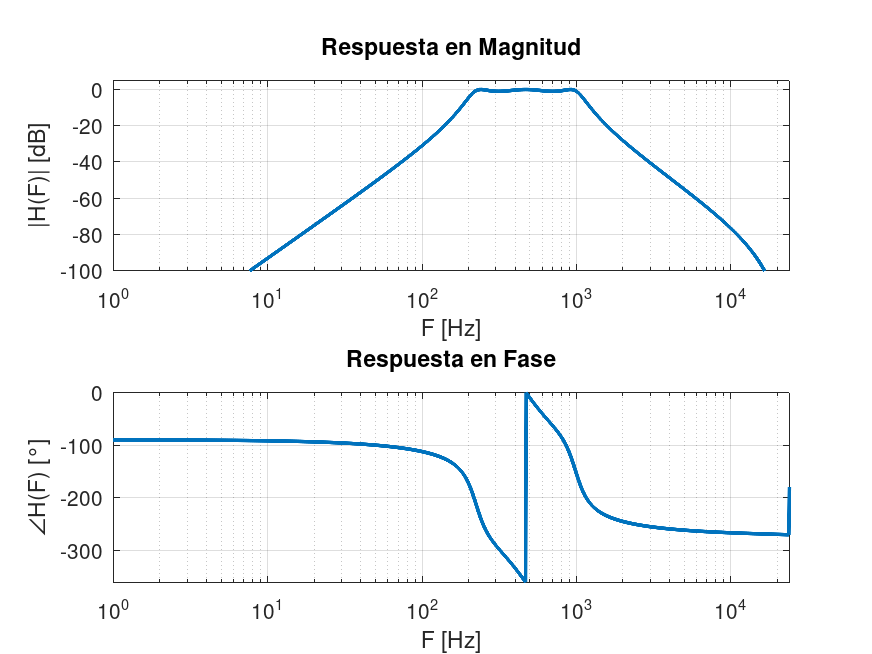 Respuesta en Magnitud
|H(F)| [dB]
0
-20
-40
-60
-80
-100
10^0 10^1 10^2 10^3 10^4
F [Hz]
Respuesta en Fase
∠H(F) [°]
0
-100
-200
-300
10^0 10^1 10^2 10^3 10^4
F [Hz]